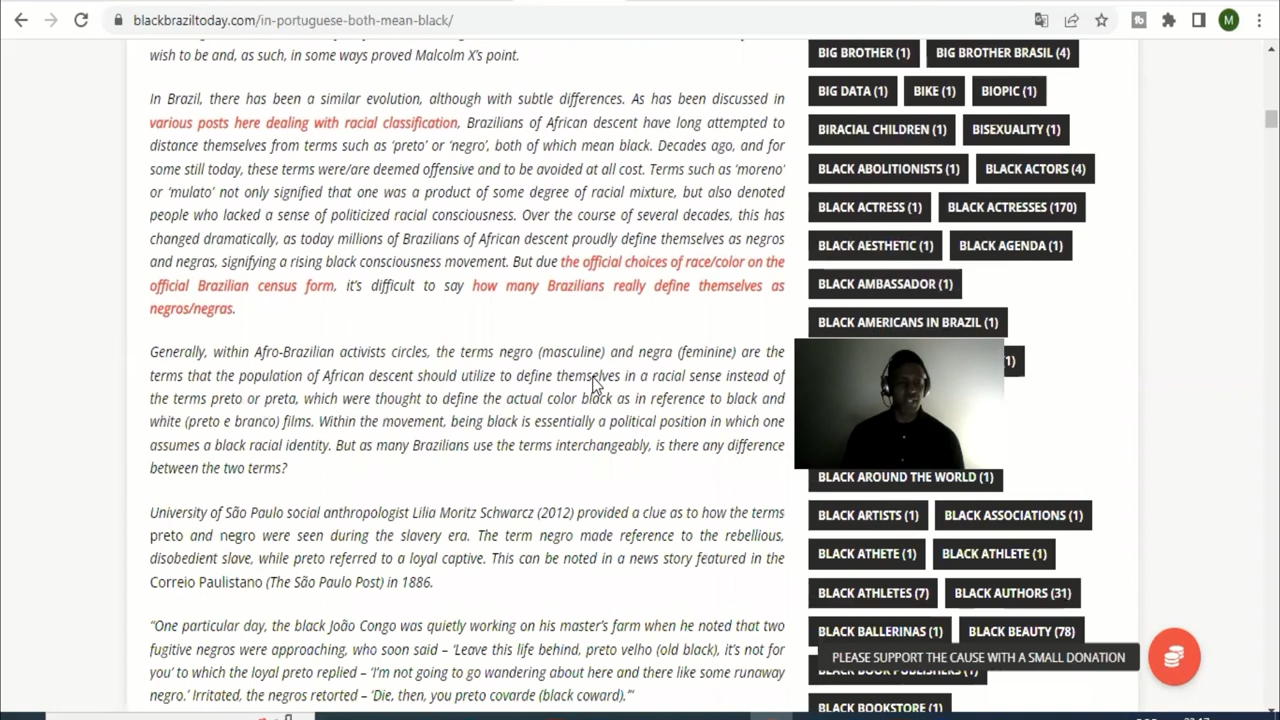 blackbraziltoday.com/in-portuguese-both-mean-black/
M
wish to be and, as such, in some ways proved Malcolm X's point.
In Brazil, there has been a similar evolution, although with subtle differences. As has been discussed in
various posts here dealing with racial classification, Brazilians of African descent have long attempted to
distance themselves from terms such as 'preto' or 'negro', both of which mean black. Decades ago, and for
some still today, these terms were/are deemed offensive and to be avoided at all cost. Terms such as 'moreno'
or 'mulato' not only signified that one was a product of some degree of racial mixture, but also denoted
people who lacked a sense of politicized racial consciousness. Over the course of several decades, this has
changed dramatically, as today millions of Brazilians of African descent proudly define themselves as negros
and negras, signifying a rising black consciousness movement. But due the official choices of race/color on the
official Brazilian census form, it's difficult to say how many Brazilians really define themselves as
negros/negras.
Generally, within Afro-Brazilian activists circles, the terms negro (masculine) and negra (feminine) are the
terms that the population of African descent should utilize to define themselves in a racial sense instead of
the terms preto or preta, which were thought to define the actual color black as in reference to black and
white (preto e branco) films. Within the movement, being black is essentially a political position in which one
assumes a black racial identity. But as many Brazilians use the terms interchangeably, is there any difference
between the two terms?
University of São Paulo social anthropologist Lilia Moritz Schwarcz (2012) provided a clue as to how the terms
preto and negro were seen during the slavery era. The term negro made reference to the rebellious,
disobedient slave, while preto referred to a loyal captive. This can be noted in a news story featured in the
Correio Paulistano (The São Paulo Post) in 1886.
"One particular day, the black João Congo was quietly working on his master's farm when he noted that two
fugitive negros were approaching, who soon said – 'Leave this life behind, preto velho (old black), it's not for
you' to which the loyal preto replied – 'I'm not going to go wandering about here and there like some runaway
negro.' Irritated, the negros retorted – 'Die, then, you preto covarde (black coward).'"
BIG BROTHER (1) BIG BROTHER BRASIL (4)
BIG DATA (1) BIKE (1) BIOPIC (1)
BIRACIAL CHILDREN (1) BISEXUALITY (1)
BLACK ABOLITIONISTS (1) BLACK ACTORS (4)
BLACK ACTRESS (1) BLACK ACTRESSES (170)
BLACK AESTHETIC (1) BLACK AGENDA (1)
BLACK AMBASSADOR (1)
BLACK AMERICANS IN BRAZIL (1)
(1)
BLACK AROUND THE WORLD (1)
BLACK ARTISTS (1) BLACK ASSOCIATIONS (1)
BLACK ATHETE (1) BLACK ATHLETE (1)
BLACK ATHLETES (7) BLACK AUTHORS (31)
BLACK BALLERINAS (1) BLACK BEAUTY (78)
PLEASE SUPPORT THE CAUSE WITH A SMALL DONATION
BLACK BOOK PUBLISHERS (1)
BLACK BOOKSTORE (1)